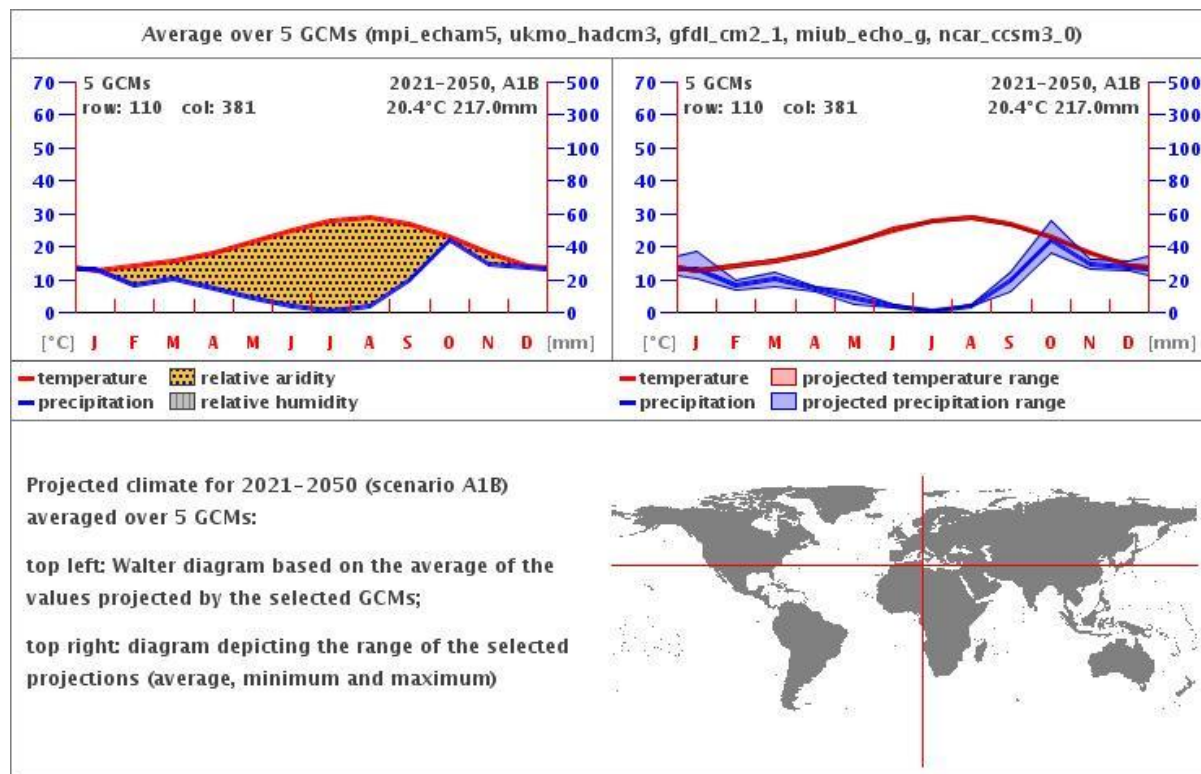 Average over 5 GCMs (mpi_echam5, ukmo_hadcm3, gfdl_cm2_1, miub_echo_g, ncar_ccsm3_0)
70 5 GCMs 2021-2050, A1B 500
60 row: 110 col: 381 20.4°C 217.0mm 300
50 100
40 80
30 60
20 40
10 20
0 0
[°C] J F M A M J J A S O N D [mm]
temperature relative aridity
precipitation relative humidity
70 5 GCMs 2021-2050, A1B 500
60 row: 110 col: 381 20.4°C 217.0mm 300
50 100
40 80
30 60
20 40
10 20
0 0
[°C] J F M A M J J A S O N D [mm]
temperature projected temperature range
precipitation projected precipitation range
Projected climate for 2021-2050 (scenario A1B)
averaged over 5 GCMs:
top left: Walter diagram based on the average of the
values projected by the selected GCMs;
top right: diagram depicting the range of the selected
projections (average, minimum and maximum)